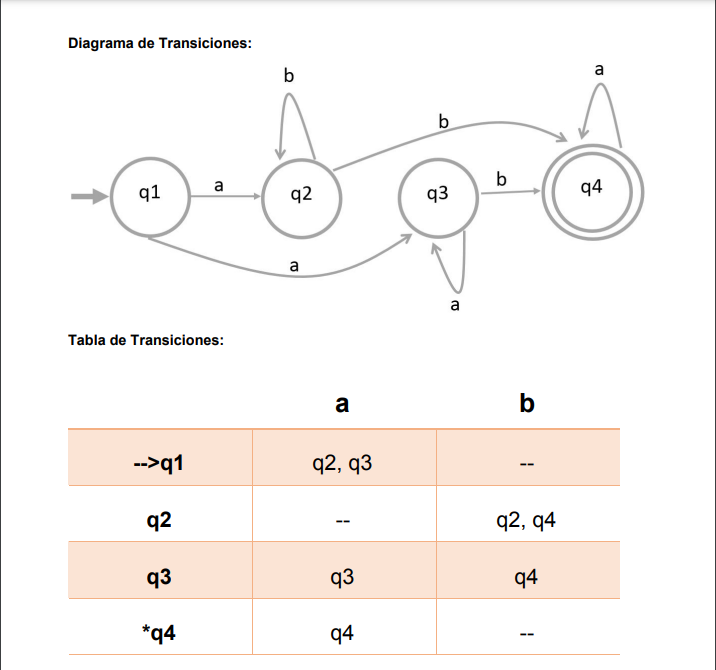 Diagrama de Transiciones:
b
a
b
q1
a
q2
q3
b
q4
a
a
Tabla de Transiciones:
a b
-->q1 q2, q3 --
q2 -- q2, q4
q3 q3 q4
*q4 q4 --